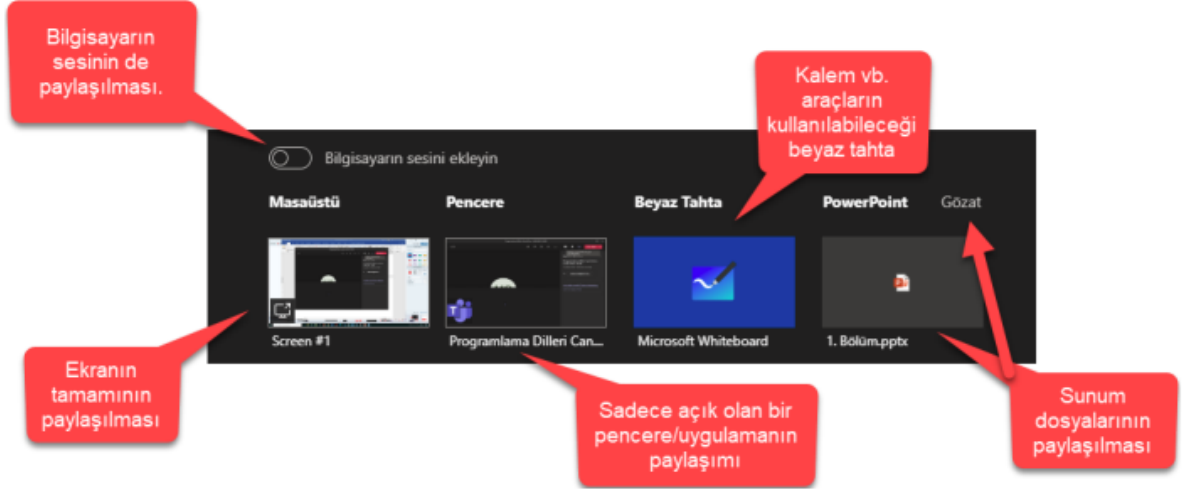 Bilgisayarın
sesinin de
paylaşılması.
Kalem vb.
araçların
kullanılabileceği
beyaz tahta
Bilgisayarın sesini ekleyin
Masaüstü
Pencere
Beyaz Tahta
PowerPoint
Gözat
Screen #1
Programlama Dilleri Can...
Microsoft Whiteboard
1. Bölüm.pptx
Ekranın
tamamının
paylaşılması
Sadece açık olan bir
pencere/uygulamanın
paylaşımı
Sunum
dosyalarının
paylaşılması